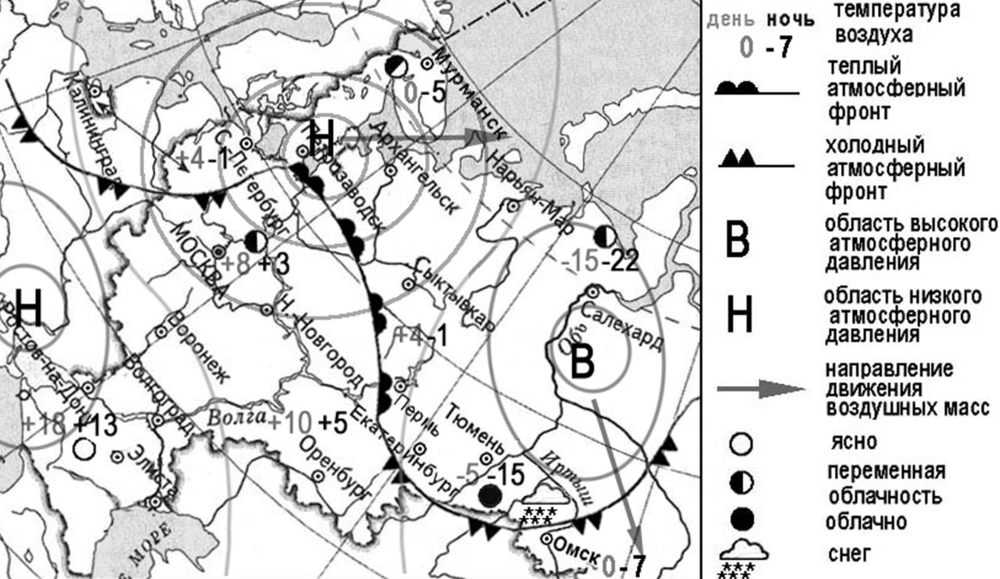 Мурманск
0 -5
Калининград
С.-Петербург
+4 -1
Н
Петрозаводск
Архангельск
Нарьян-Мар
-15 -22
МОСКВА
+8 +3
Сыктывкар
Салехард
Обь
В
Н
Н.-Новгород
+4 -1
Воронеж
Ростов-на-Дону
Волгоград
Волга
+10 +5
+18 +13
Элиста
Оренбург
Екатеринбург
Пермь
Тюмень
-5 -15
Иртыш
Омск
0 -7
МОРЕ
день ночь
0 -7
температура
воздуха
теплый
атмосферный
фронт
холодный
атмосферный
фронт
В
область высокого
атмосферного
давления
Н
область низкого
атмосферного
давления
направление
движения
воздушных масс
ясно
переменная
облачность
облачно
снег